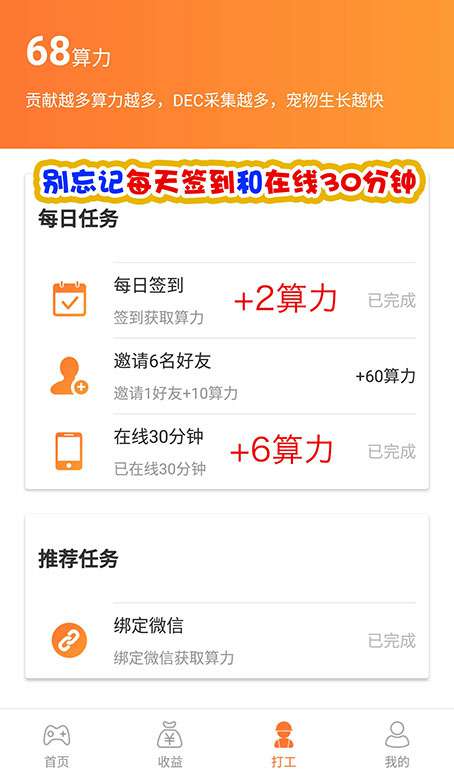 68算力
贡献越多算力越多，DEC采集越多，宠物生长越快
别忘记每天签到和在线30分钟
每日任务
每日签到
+2算力
已完成
签到获取算力
邀请6名好友
+60算力
邀请1好友+10算力
在线30分钟
+6算力
已完成
已在线30分钟
推荐任务
绑定微信
已完成
绑定微信获取算力
首页
收益
打工
我的